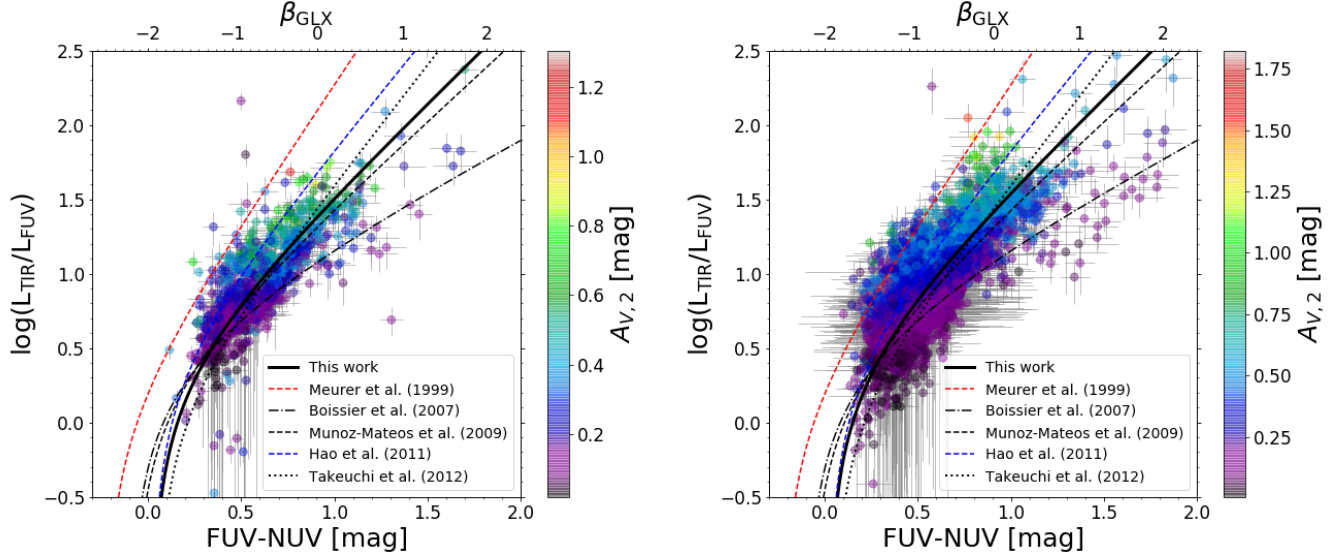 β_GLX
−2 −1 0 1 2
2.5
2.0
1.5
1.0
0.5
0.0
−0.5
log(L_TIR/L_FUV)
This work
Meurer et al. (1999)
Boissier et al. (2007)
Munoz-Mateos et al. (2009)
Hao et al. (2011)
Takeuchi et al. (2012)
0.0 0.5 1.0 1.5 2.0
FUV-NUV [mag]
1.2
1.0
0.8
0.6
0.4
0.2
A_V,2 [mag]
β_GLX
−2 −1 0 1 2
2.5
2.0
1.5
1.0
0.5
0.0
−0.5
log(L_TIR/L_FUV)
This work
Meurer et al. (1999)
Boissier et al. (2007)
Munoz-Mateos et al. (2009)
Hao et al. (2011)
Takeuchi et al. (2012)
0.0 0.5 1.0 1.5 2.0
FUV-NUV [mag]
1.75
1.50
1.25
1.00
0.75
0.50
0.25
A_V,2 [mag]